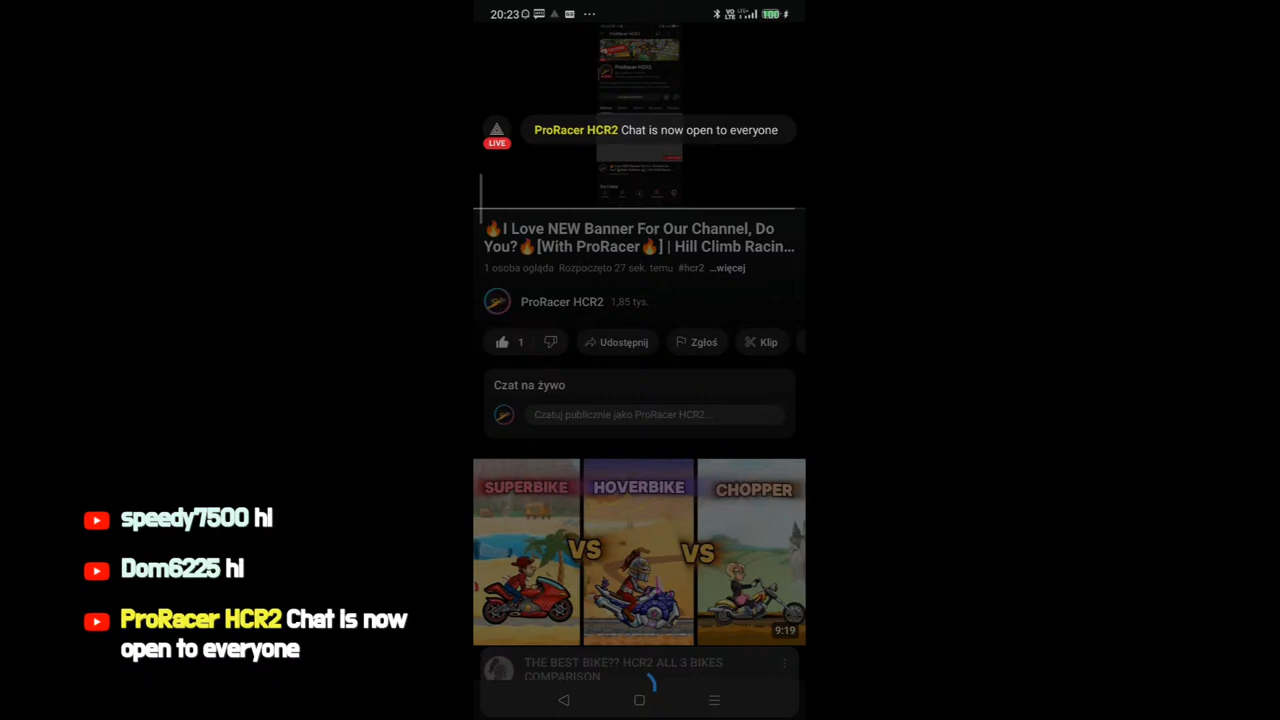 20:23
VO LTE LTE+ 100
ProRacer HCR2 Chat is now open to everyone
LIVE
🔥I Love NEW Banner For Our Channel, Do
You?🔥[With ProRacer🔥] | Hill Climb Racin...
1 osoba ogląda Rozpoczęto 27 sek. temu #hcr2 ...więcej
ProRacer HCR2 1,85 tys.
1 Udostępnij Zgłoś Klip
Czat na żywo
Czatuj publicznie jako ProRacer HCR2...
SUPERBIKE HOVERBIKE CHOPPER
VS VS
9:19
THE BEST BIKE?? HCR2 ALL 3 BIKES
COMPARISON
speedy7500 hi
Dom6225 hi
ProRacer HCR2 Chat is now
open to everyone